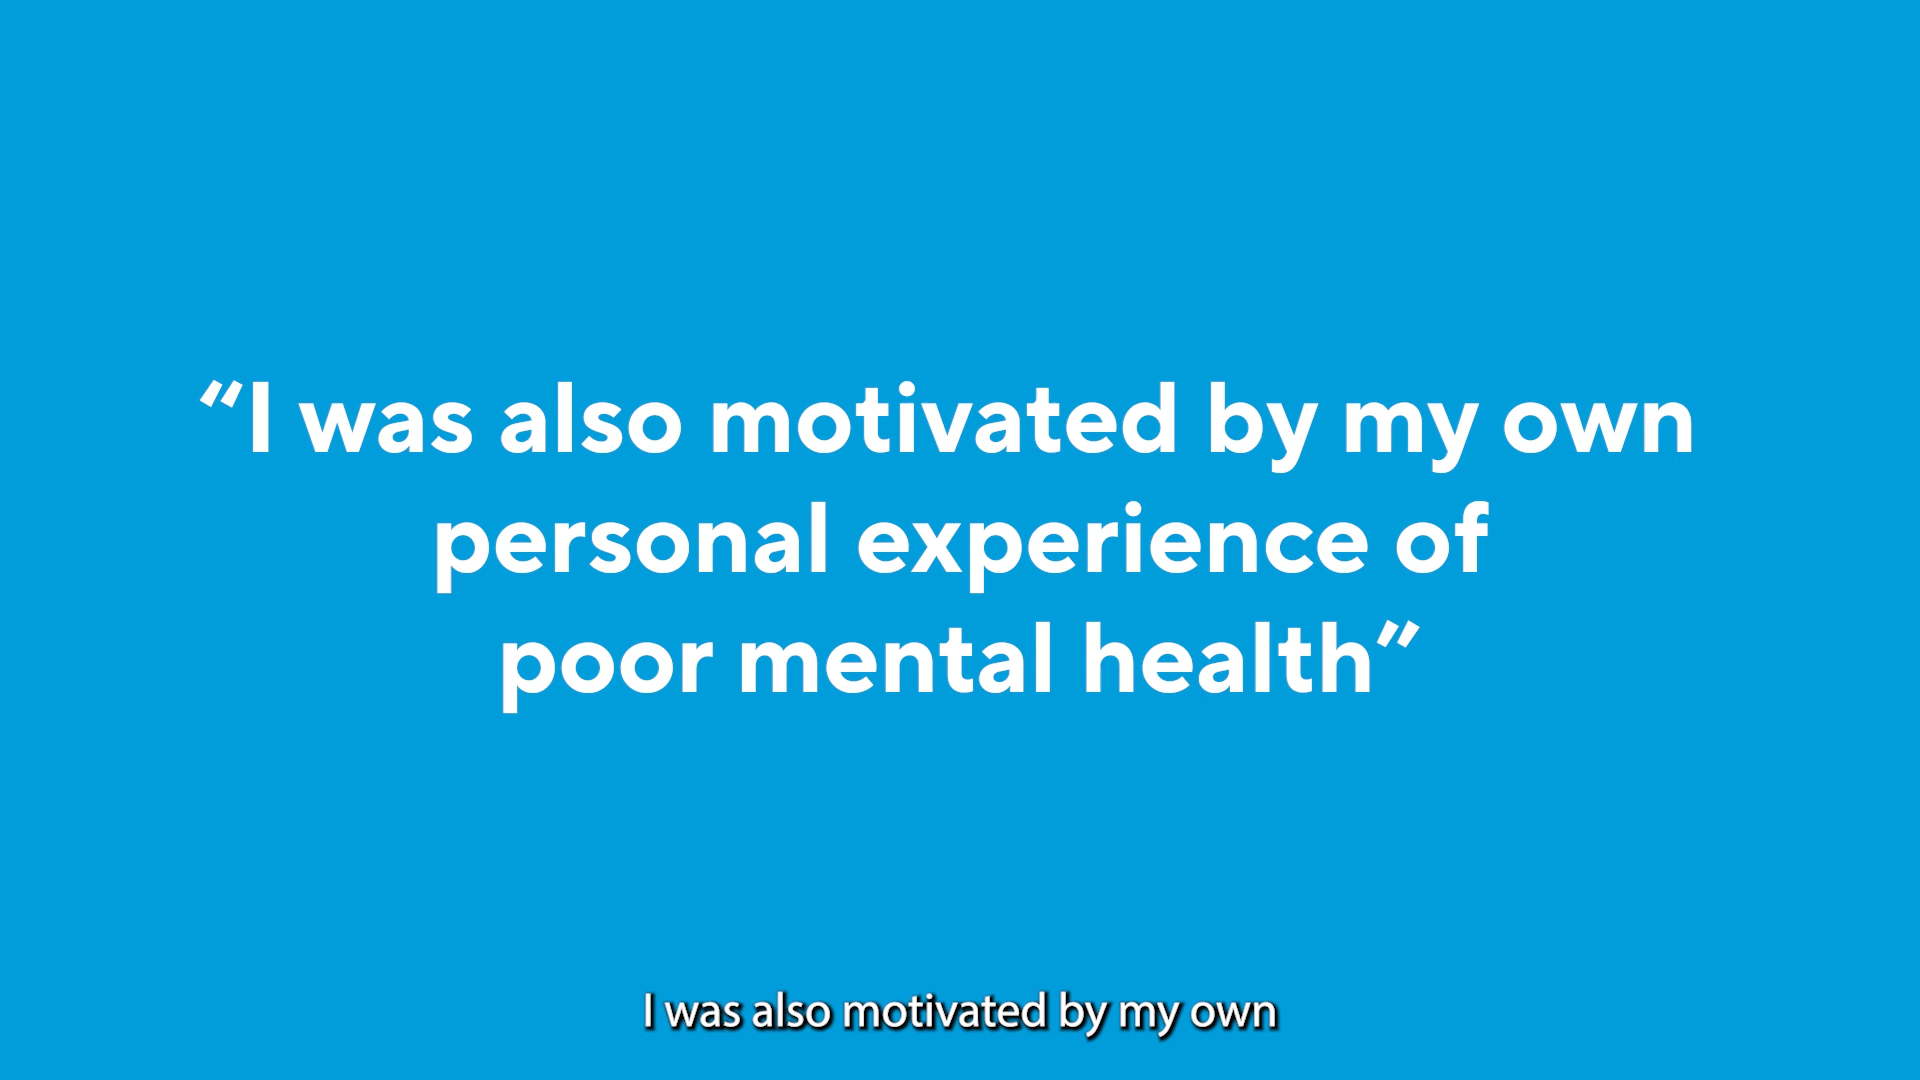 “I was also motivated by my own
personal experience of
poor mental health”
I was also motivated by my own